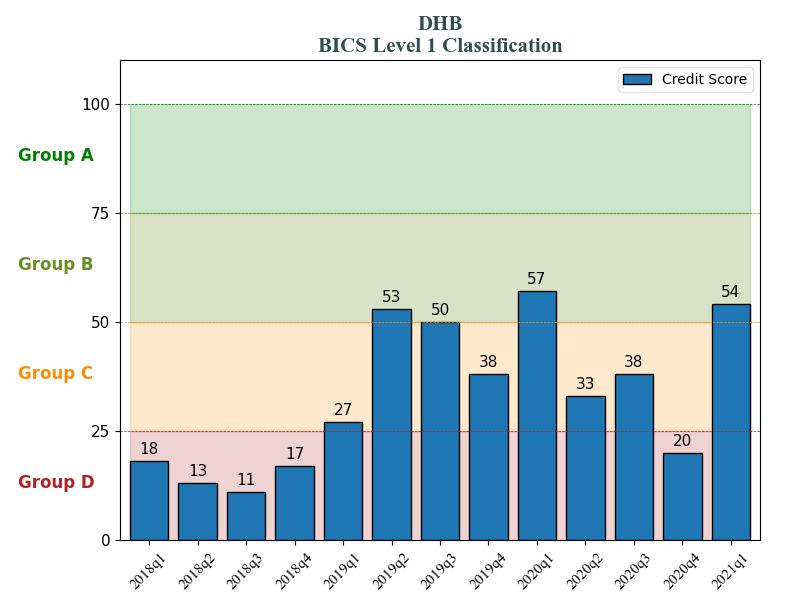 DHB
BICS Level 1 Classification
Credit Score
100
Group A
75
Group B
57
54
53
50
50
38
38
Group C
33
27
25
20
18
17
13
11
Group D
0
2018q1 2018q2 2018q3 2018q4 2019q1 2019q2 2019q3 2019q4 2020q1 2020q2 2020q3 2020q4 2021q1